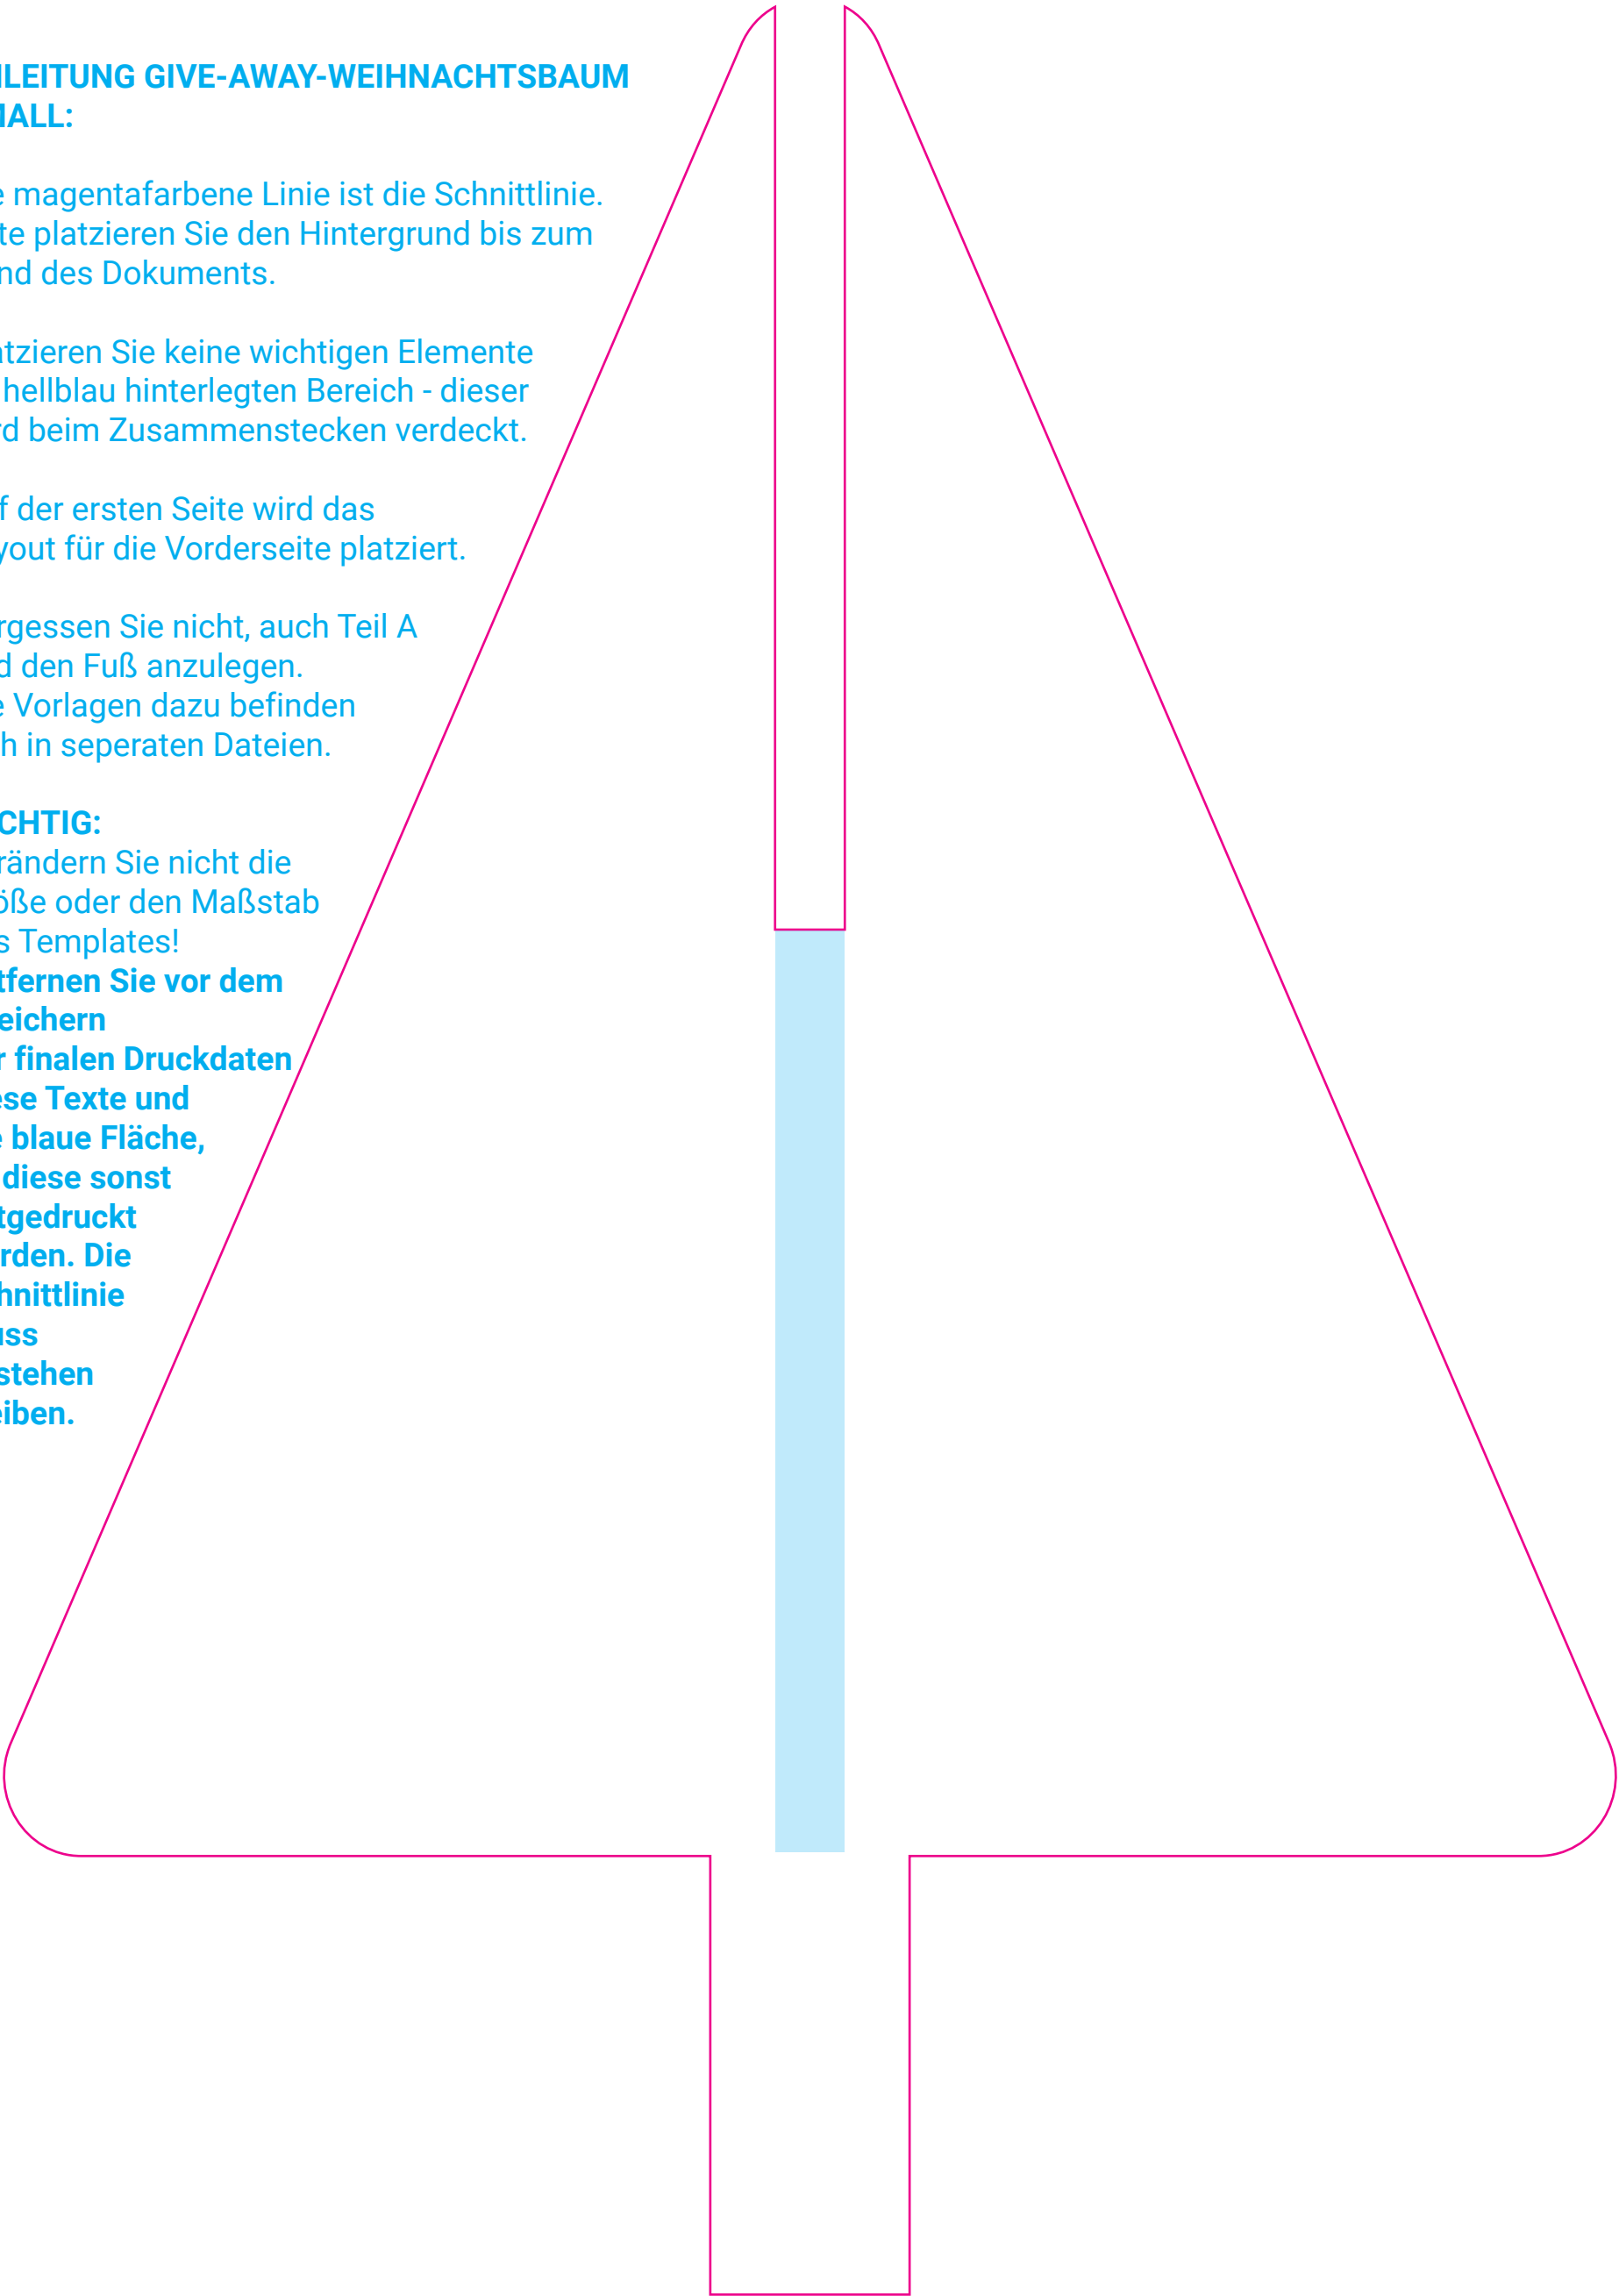 NLEITUNG GIVE-AWAY-WEIHNACHTSBAUM
MALL:
e magentafarbene Linie ist die Schnittlinie.
te platzieren Sie den Hintergrund bis zum
nd des Dokuments.
atzieren Sie keine wichtigen Elemente
hellblau hinterlegten Bereich - dieser
rd beim Zusammenstecken verdeckt.
f der ersten Seite wird das
yout für die Vorderseite platziert.
rgessen Sie nicht, auch Teil A
d den Fuß anzulegen.
e Vorlagen dazu befinden
h in seperaten Dateien.
CHTIG:
rändern Sie nicht die
öße oder den Maßstab
s Templates!
tfernen Sie vor dem
eichern
r finalen Druckdaten
ese Texte und
e blaue Fläche,
diese sonst
tgedruckt
rden. Die
hnittlinie
uss
stehen
eiben.